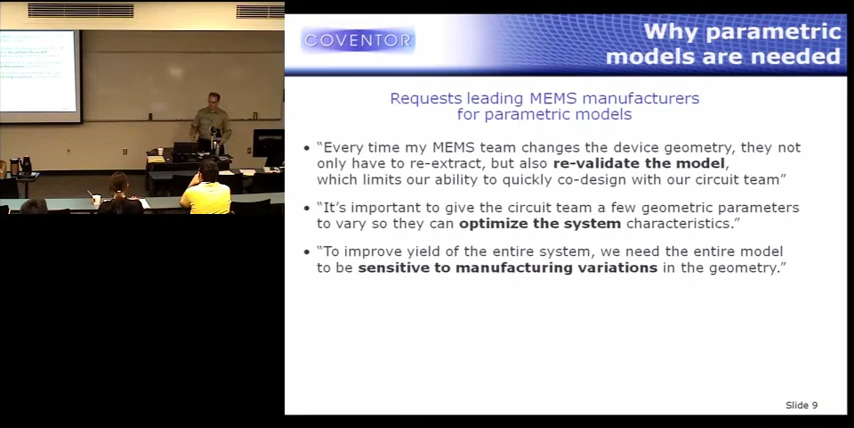 COVENTOR
Why parametric
models are needed
Requests leading MEMS manufacturers
for parametric models
• “Every time my MEMS team changes the device geometry, they not
only have to re-extract, but also re-validate the model,
which limits our ability to quickly co-design with our circuit team”
• “It’s important to give the circuit team a few geometric parameters
to vary so they can optimize the system characteristics.”
• “To improve yield of the entire system, we need the entire model
to be sensitive to manufacturing variations in the geometry.”
Slide 9